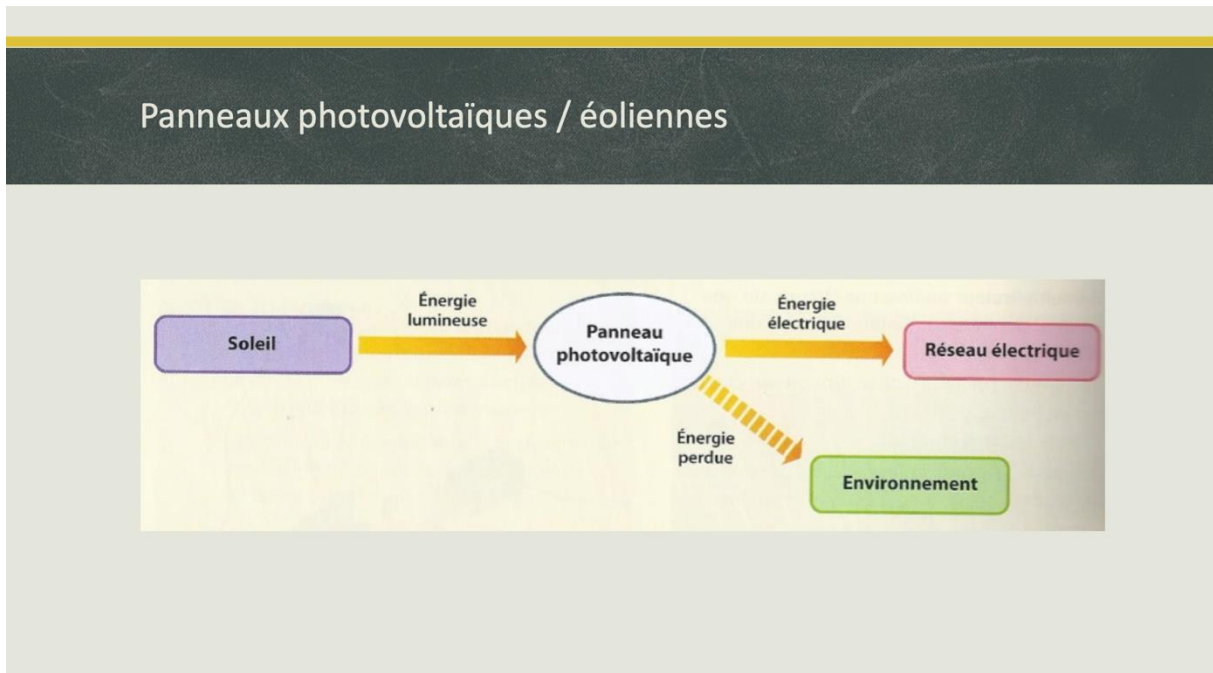 Panneaux photovoltaïques / éoliennes
Énergie
lumineuse
Énergie
électrique
Soleil
Panneau
photovoltaïque
Réseau électrique
Énergie
perdue
Environnement